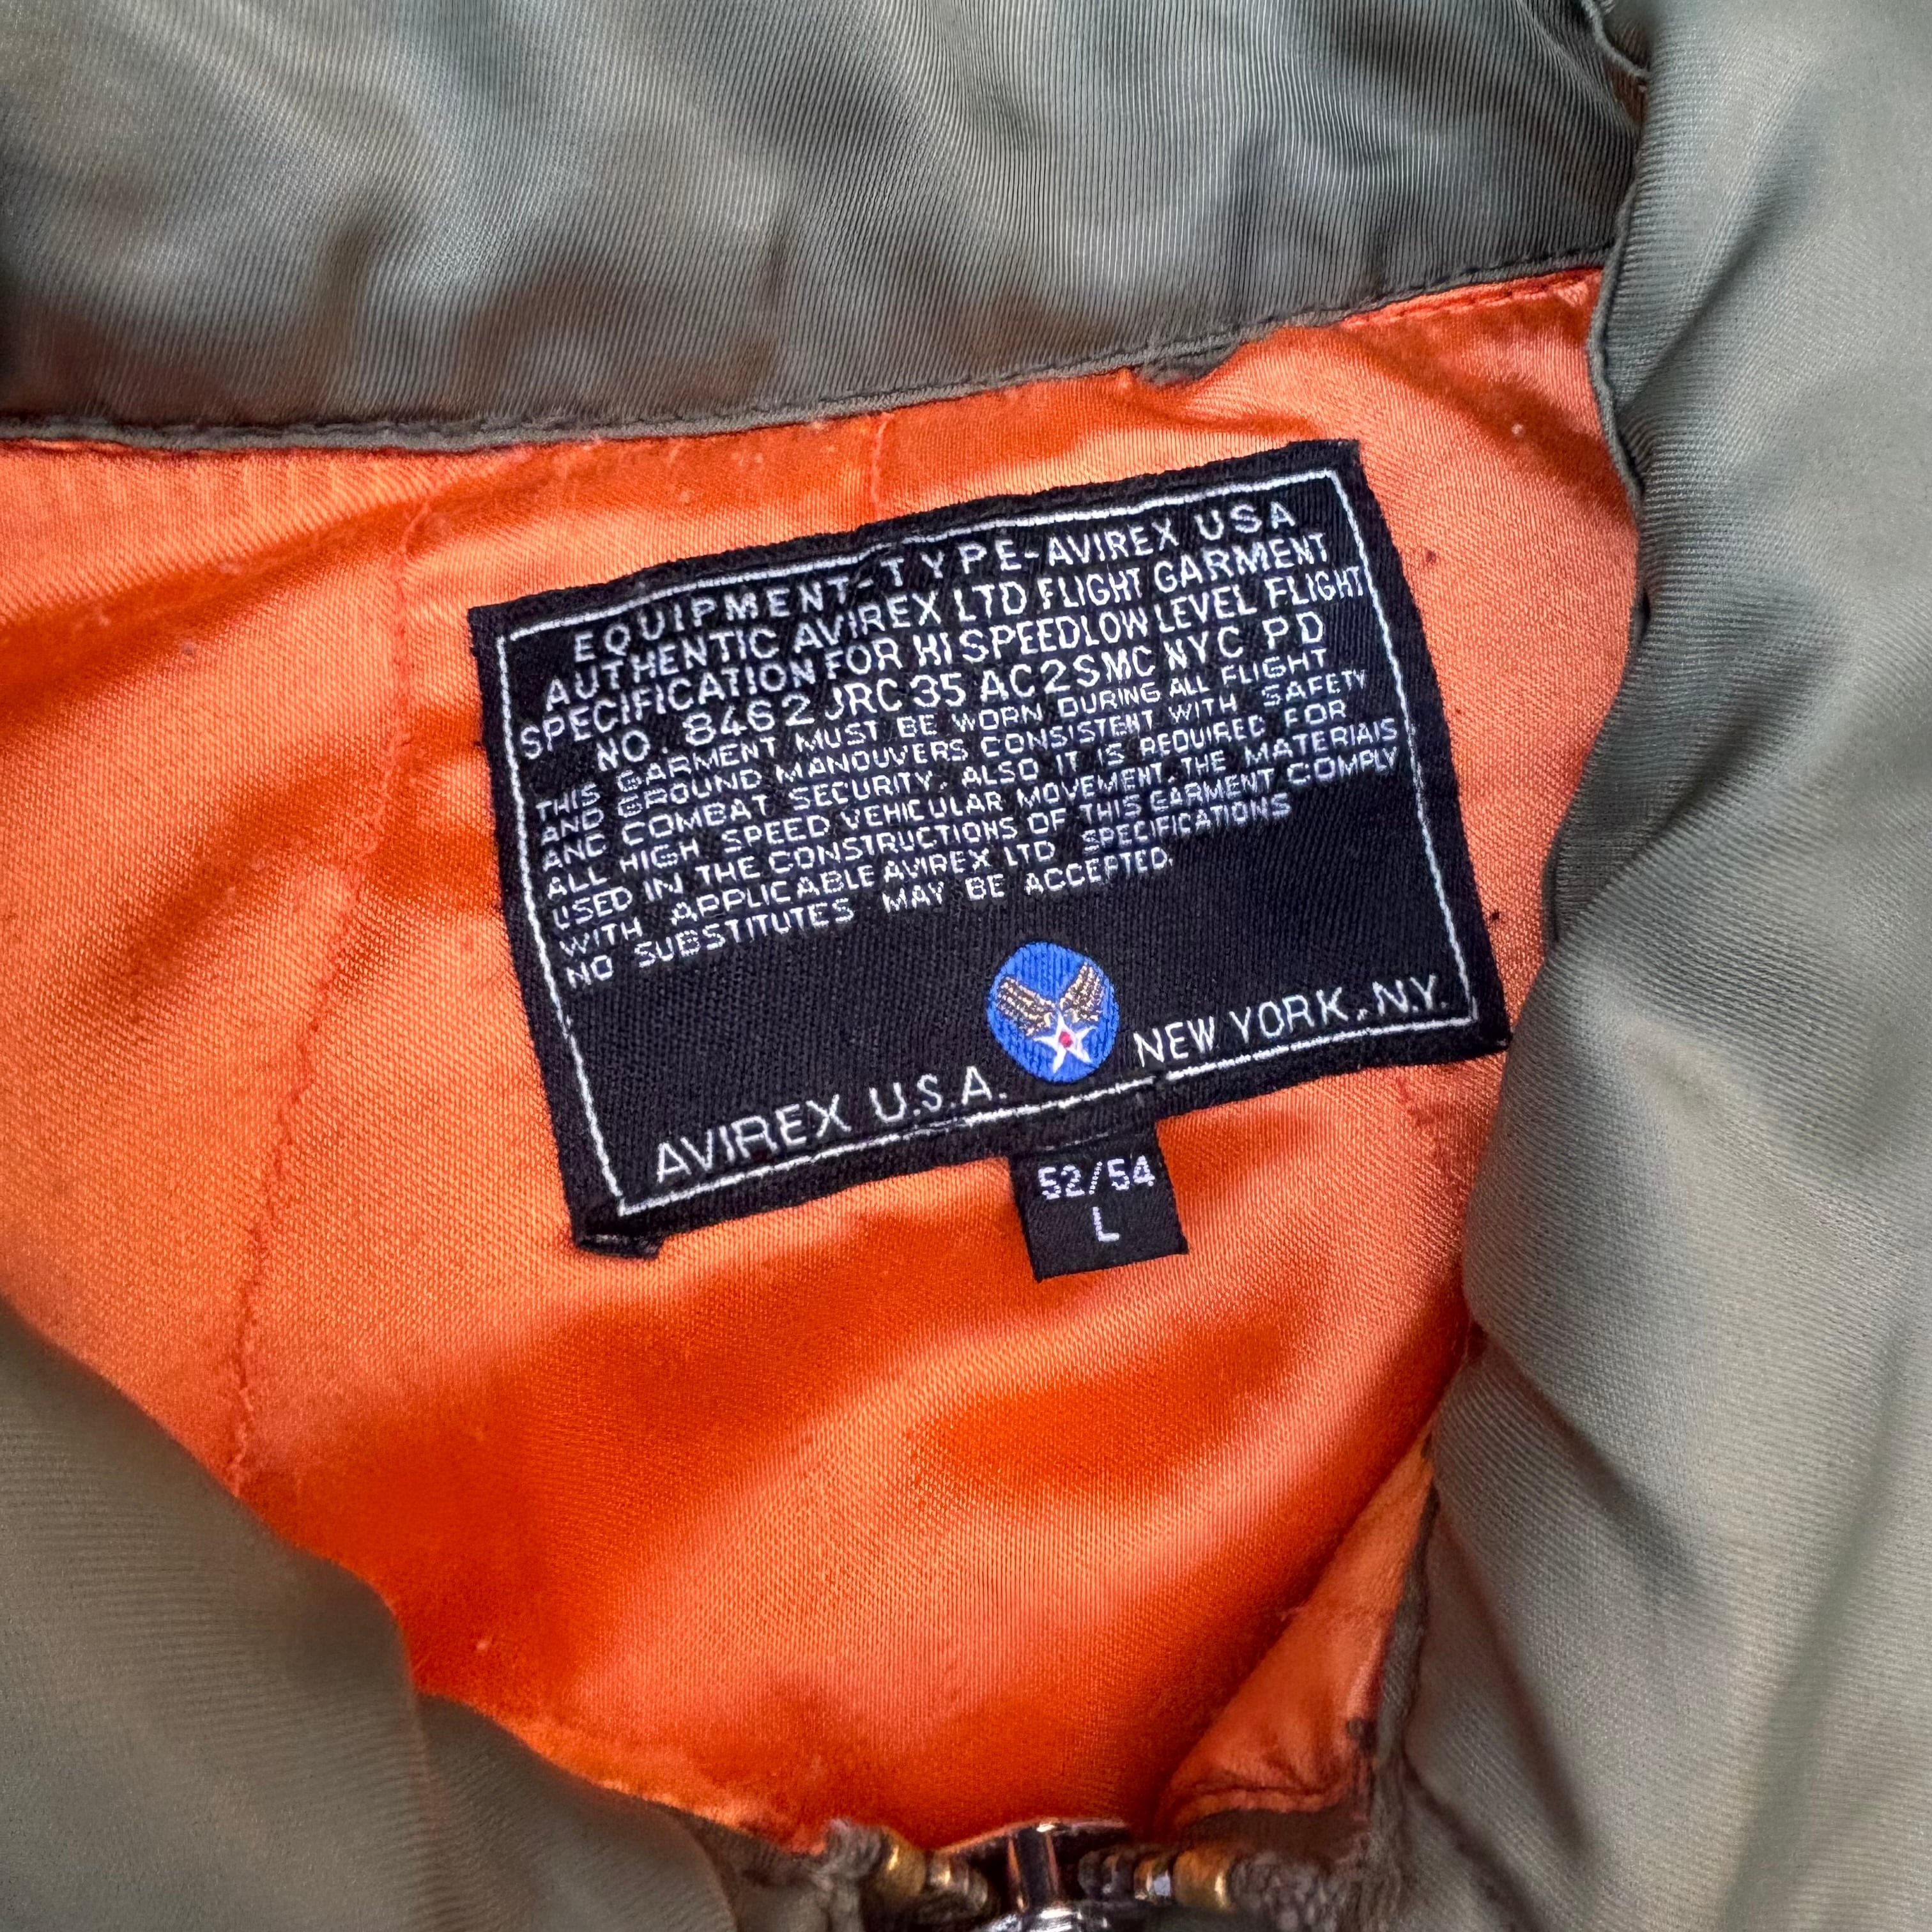 EQUIPMENT-TYPE-AVIREX USA
AUTHENTIC AVIREX LTD FLIGHT GARMENT
SPECIFICATION FOR HI SPEEDLOW LEVEL FLIGHT
NO. 8462 JRC 35 AC2SMC NYC PD
THIS GARMENT MUST BE WORN DURING ALL FLIGHT
AND GROUND MANOUVERS CONSISTENT WITH SAFETY
AND COMBAT SECURITY. ALSO IT IS REQUIRED FOR
ALL HIGH SPEED VEHICULAR MOVEMENT. THE MATERIALS
USED IN THE CONSTRUCTIONS OF THIS GARMENT COMPLY
WITH APPLICABLE AVIREX LTD SPECIFICATIONS
NO SUBSTITUTES MAY BE ACCEPTED.
AVIREX U.S.A. NEW YORK, N.Y.
52/54
L